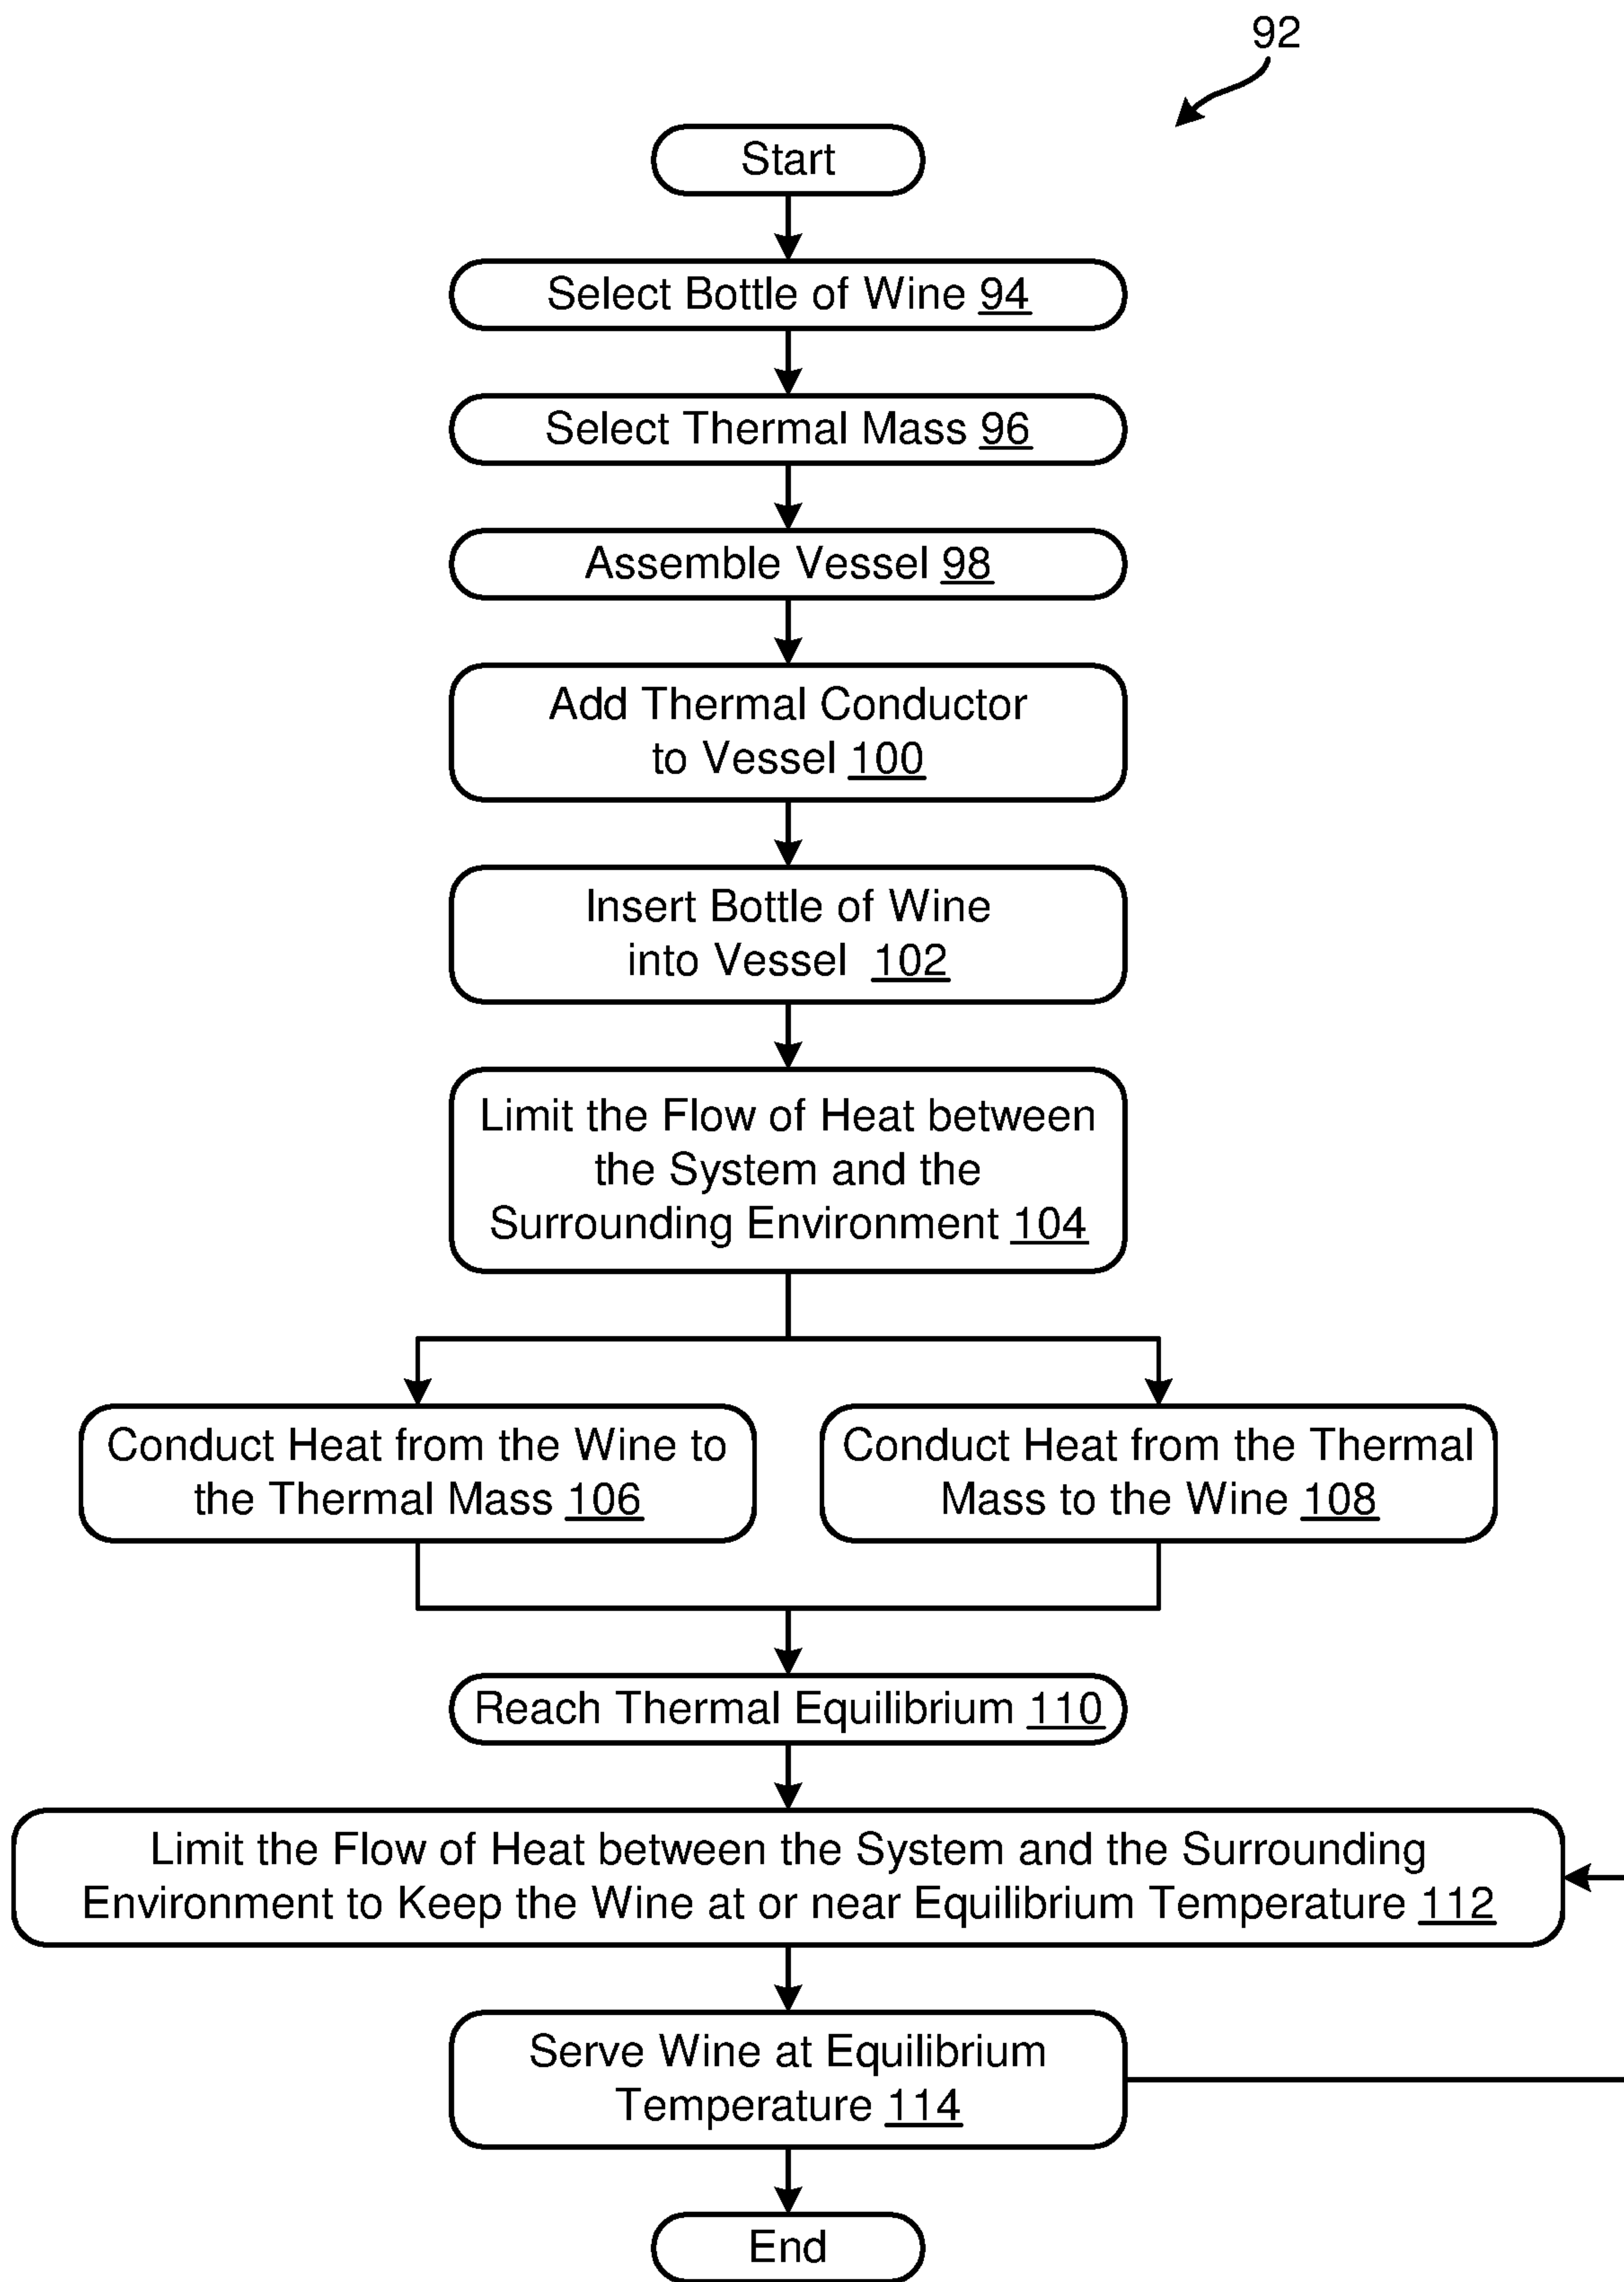 92
Start
Select Bottle of Wine 94
Select Thermal Mass 96
Assemble Vessel 98
Add Thermal Conductor
to Vessel 100
Insert Bottle of Wine
into Vessel 102
Limit the Flow of Heat between
the System and the
Surrounding Environment 104
Conduct Heat from the Wine to
the Thermal Mass 106
Conduct Heat from the Thermal
Mass to the Wine 108
Reach Thermal Equilibrium 110
Limit the Flow of Heat between the System and the Surrounding
Environment to Keep the Wine at or near Equilibrium Temperature 112
Serve Wine at Equilibrium
Temperature 114
End